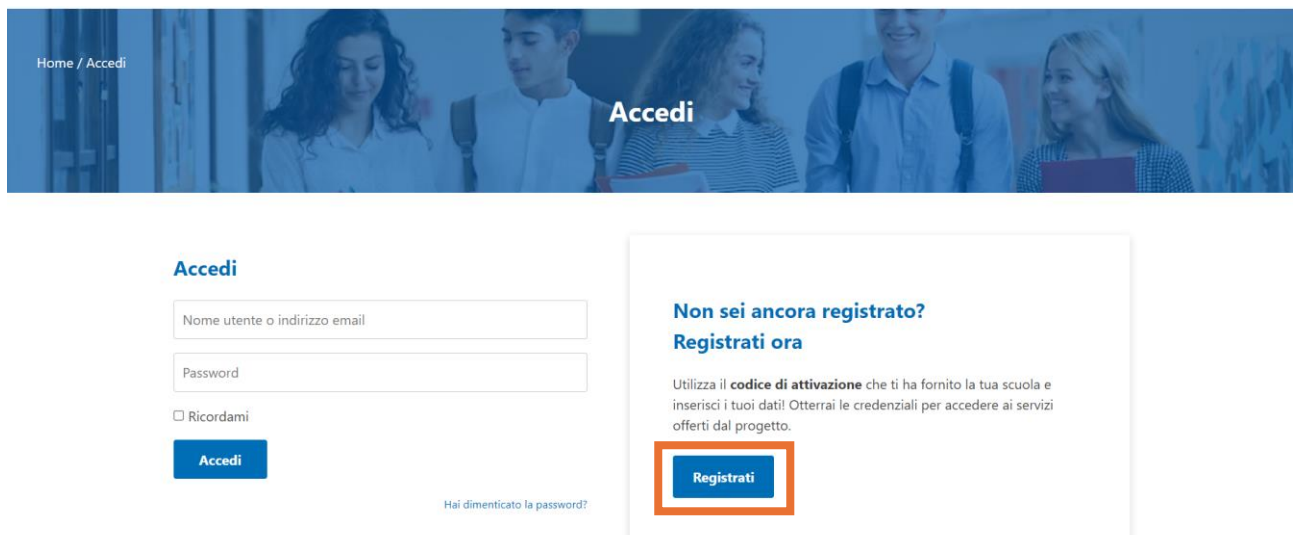 Home / Accedi
Accedi
Accedi
Nome utente o indirizzo email
Password
Ricordami
Accedi
Hai dimenticato la password?
Non sei ancora registrato?
Registrati ora
Utilizza il codice di attivazione che ti ha fornito la tua scuola e
inserisci i tuoi dati! Otterrai le credenziali per accedere ai servizi
offerti dal progetto.
Registrati